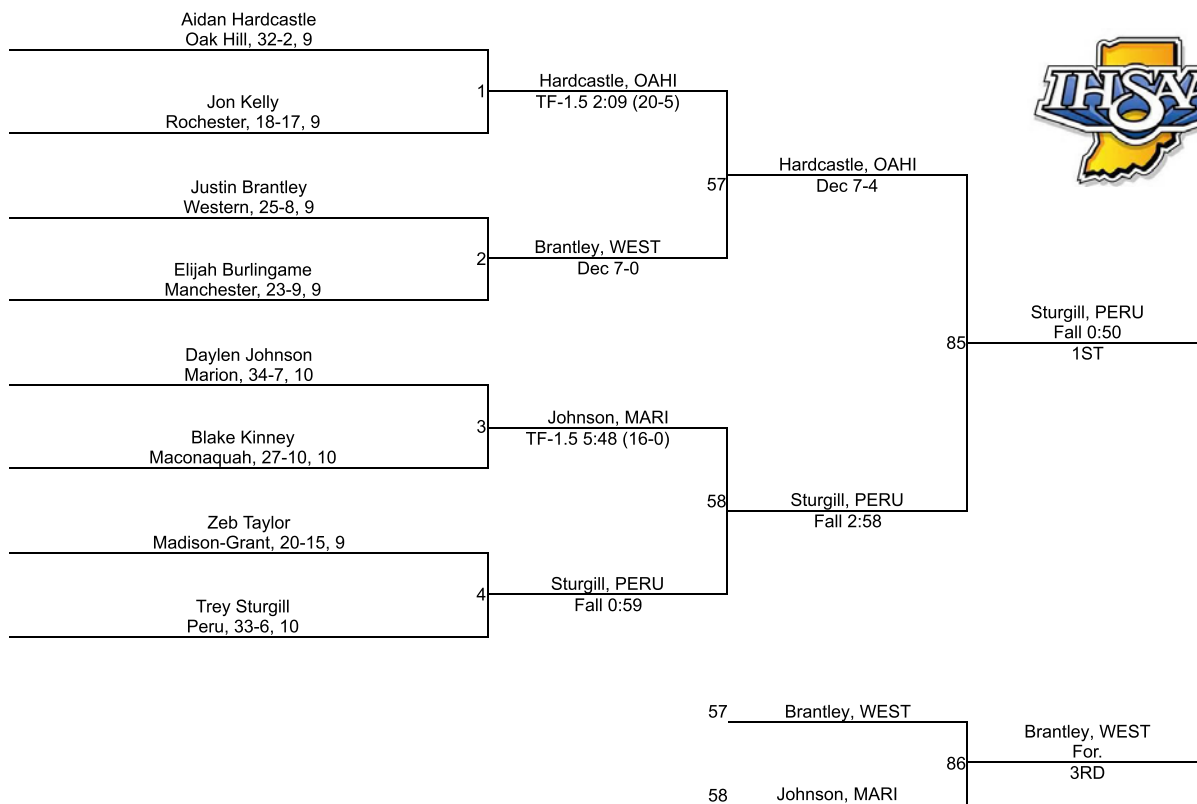 Aidan Hardcastle
Oak Hill, 32-2, 9
Jon Kelly
Rochester, 18-17, 9
1
Hardcastle, OAHI
TF-1.5 2:09 (20-5)
Justin Brantley
Western, 25-8, 9
Elijah Burlingame
Manchester, 23-9, 9
2
Brantley, WEST
Dec 7-0
57
Hardcastle, OAHI
Dec 7-4
Daylen Johnson
Marion, 34-7, 10
Blake Kinney
Maconaquah, 27-10, 10
3
Johnson, MARI
TF-1.5 5:48 (16-0)
Zeb Taylor
Madison-Grant, 20-15, 9
Trey Sturgill
Peru, 33-6, 10
4
Sturgill, PERU
Fall 0:59
58
Sturgill, PERU
Fall 2:58
85
Sturgill, PERU
Fall 0:50
1ST
57
Brantley, WEST
58
Johnson, MARI
86
Brantley, WEST
For.
3RD
IHSAA